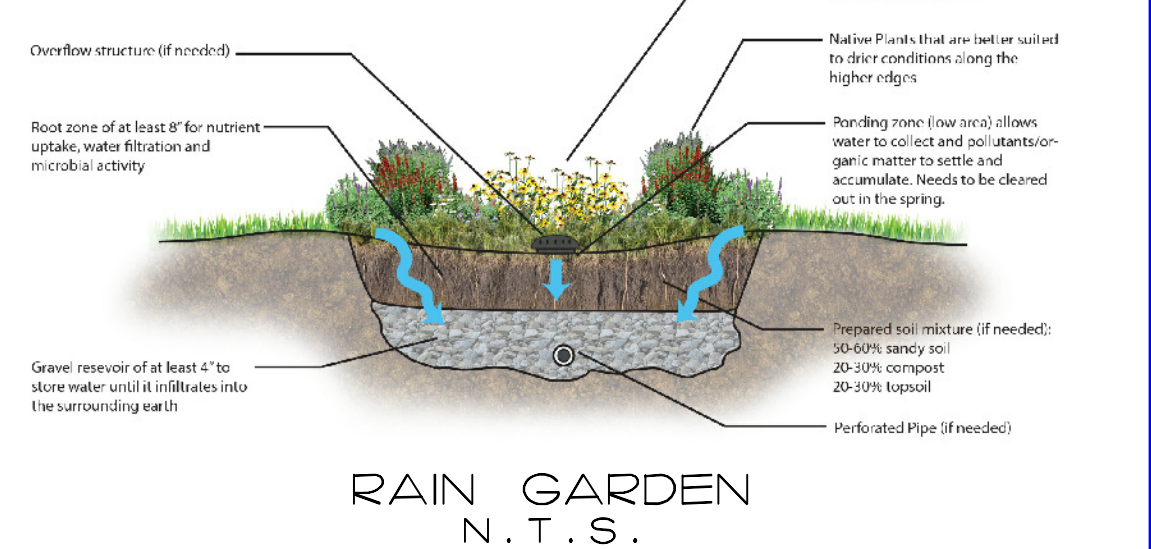 Overflow structure (if needed)
Root zone of at least 8" for nutrient
uptake, water filtration and
microbial activity
Gravel resevoir of at least 4" to
store water until it infiltrates into
the surrounding earth
Native Plants that are better suited
to drier conditions along the
higher edges
Ponding zone (low area) allows
water to collect and pollutants/or-
ganic matter to settle and
accumulate. Needs to be cleared
out in the spring.
Prepared soil mixture (if needed):
50-60% sandy soil
20-30% compost
20-30% topsoil
Perforated Pipe (if needed)
RAIN GARDEN
N.T.S.